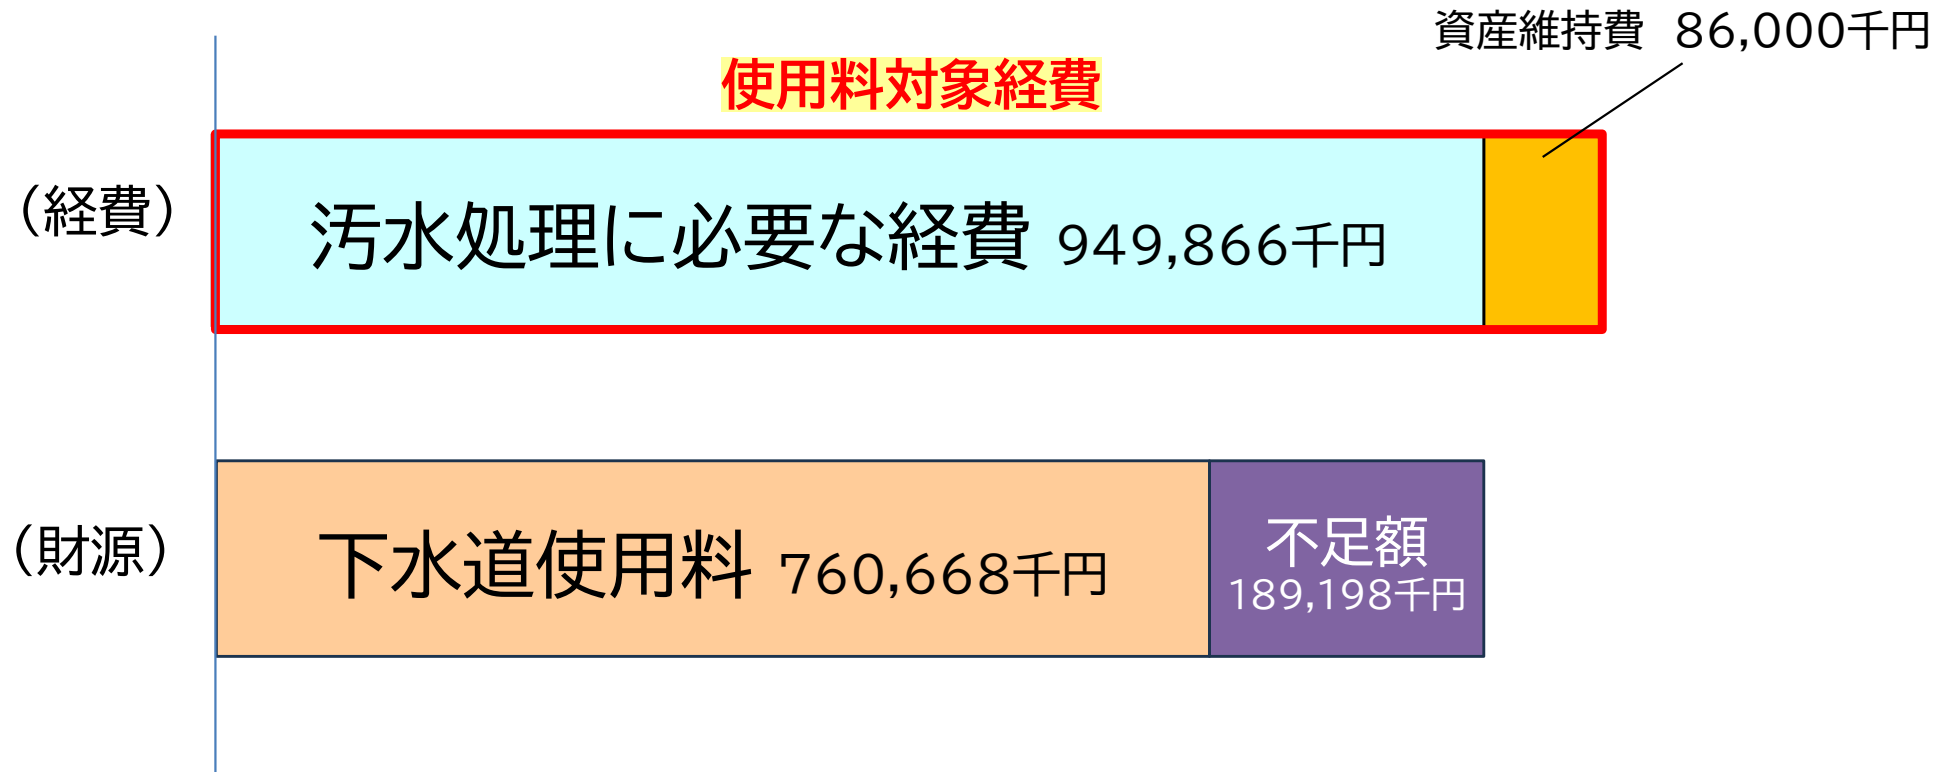 資産維持費 86,000千円
使用料対象経費
（経費）
汚水処理に必要な経費 949,866千円
（財源）
下水道使用料 760,668千円
不足額
189,198千円